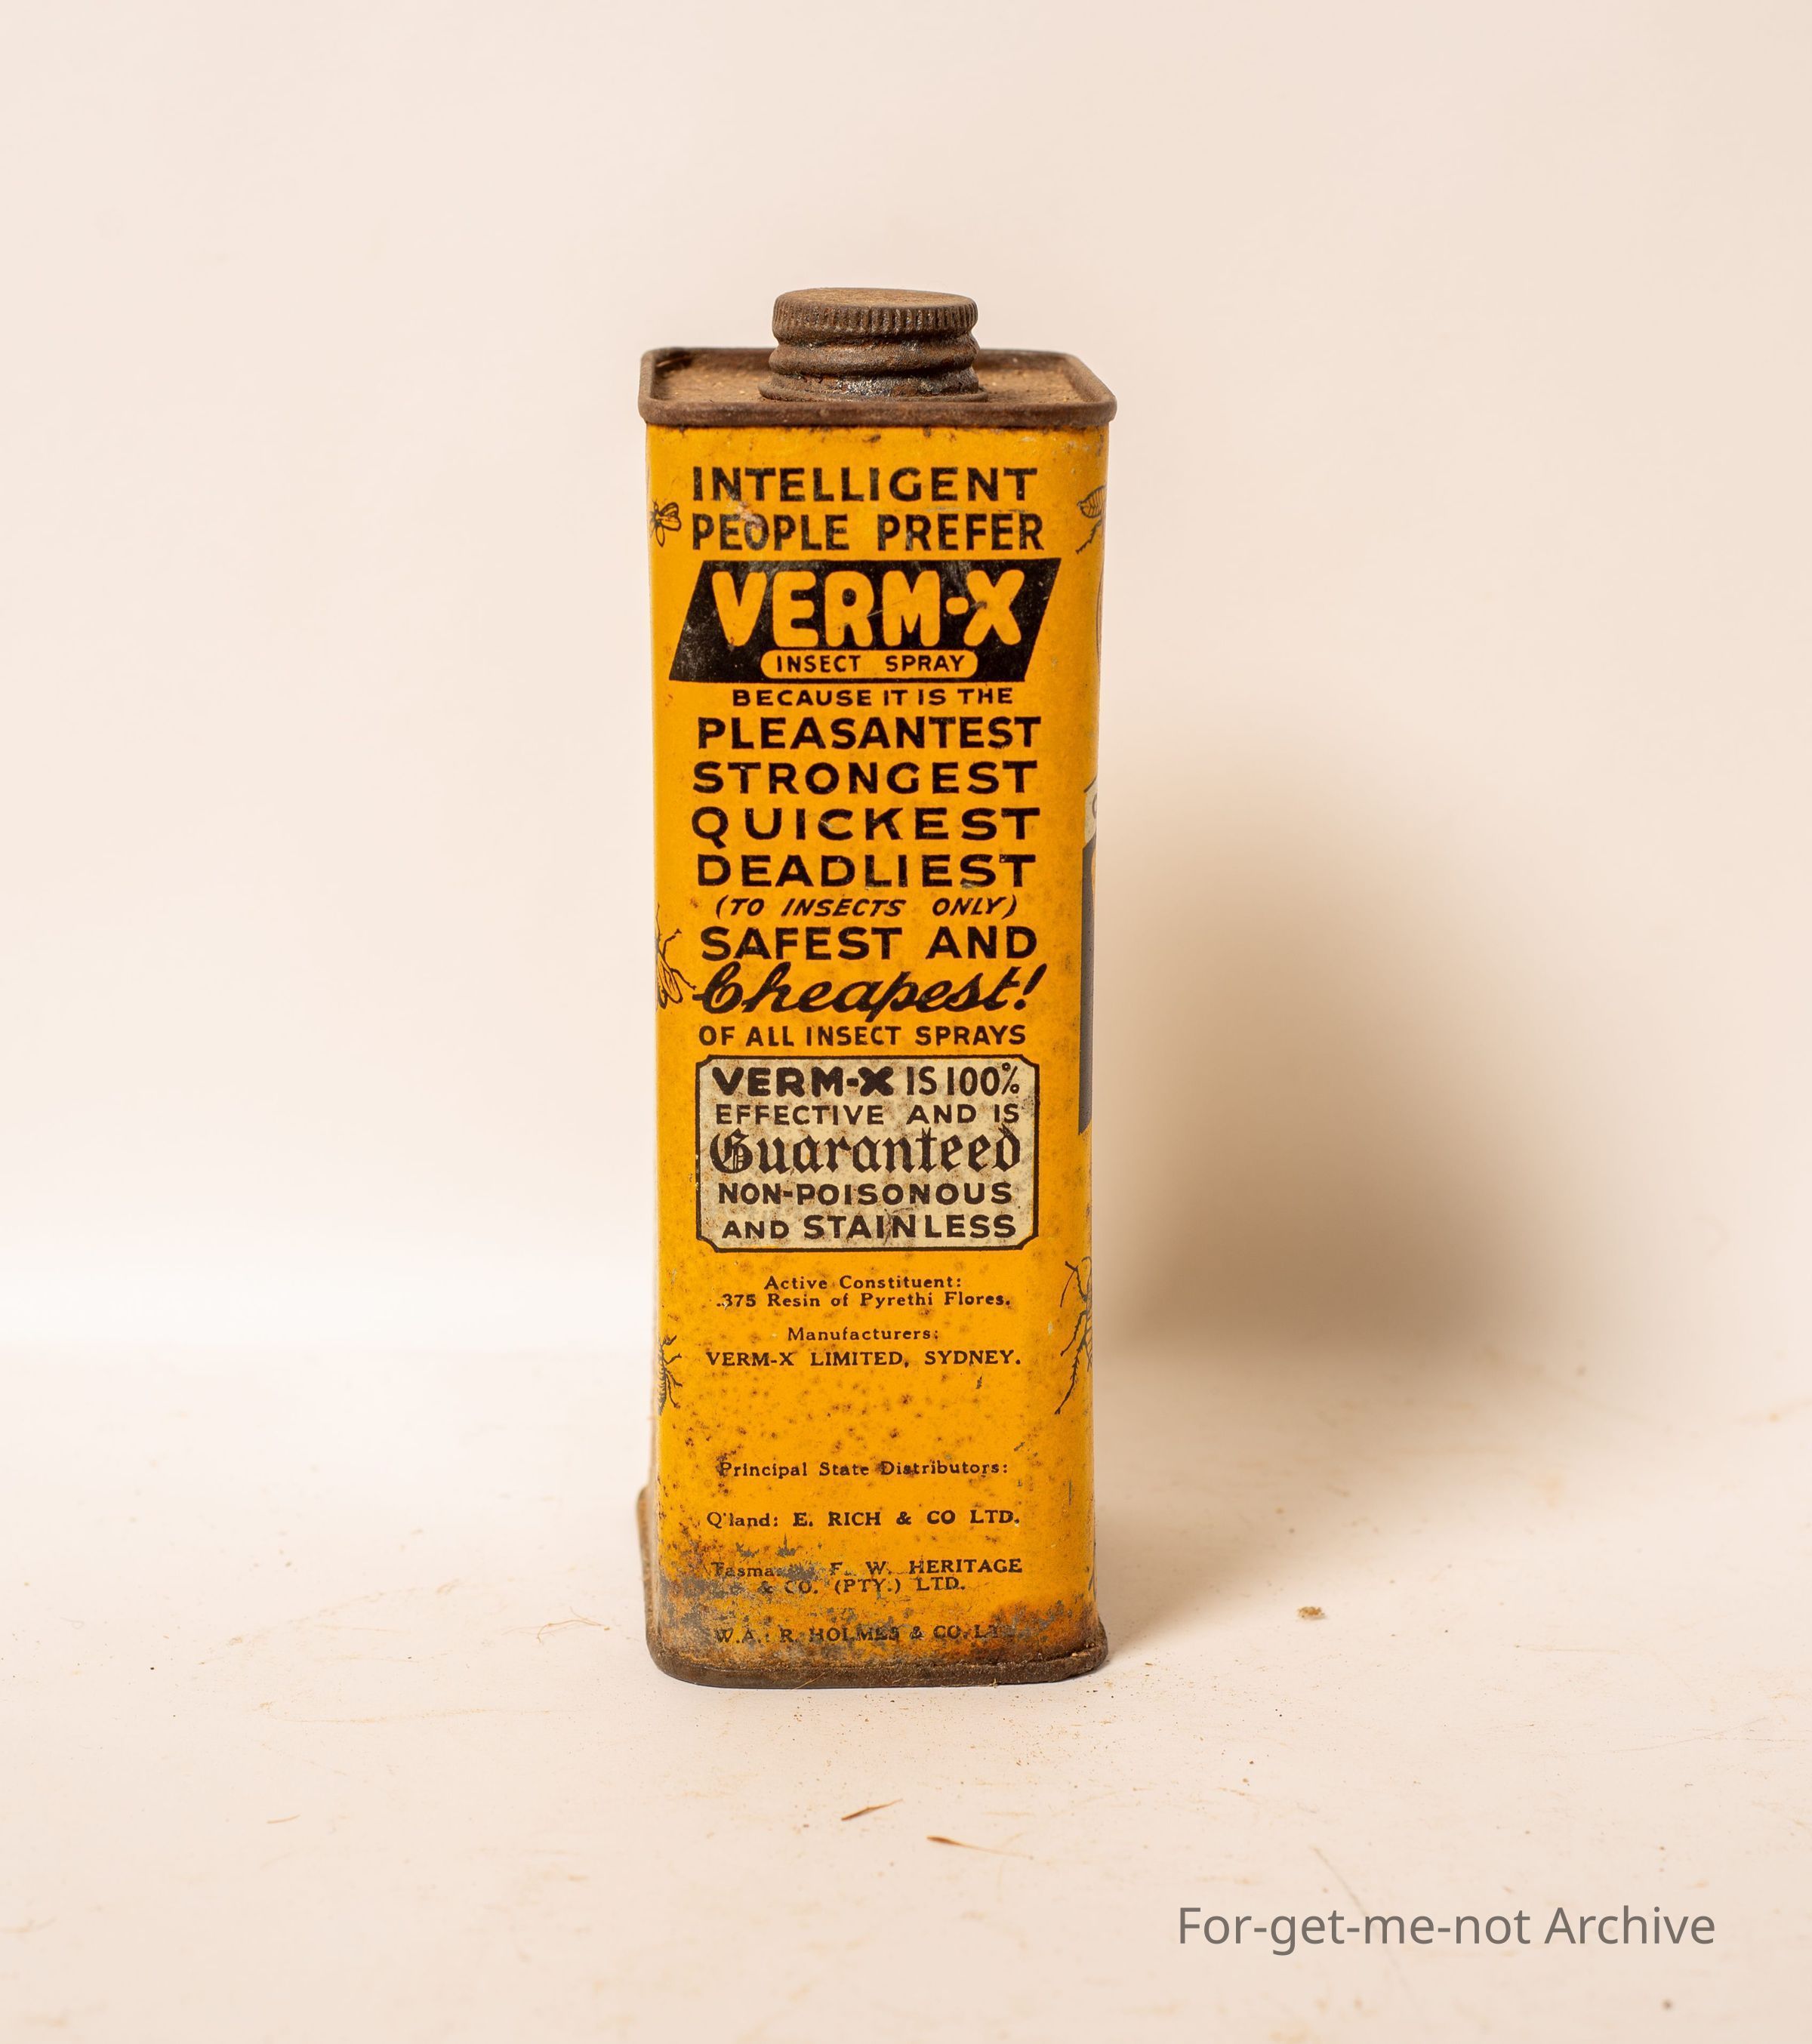 INTELLIGENT
PEOPLE PREFER
VERM-X
INSECT SPRAY
BECAUSE IT IS THE
PLEASANTEST
STRONGEST
QUICKEST
DEADLIEST
(TO INSECTS ONLY)
SAFEST AND
Cheapest!
OF ALL INSECT SPRAYS
VERM-X IS 100%
EFFECTIVE AND IS
Guaranteed
NON-POISONOUS
AND STAINLESS
Active Constituent:
.375 Resin of Pyrethi Flores.
Manufacturers:
VERM-X LIMITED, SYDNEY.
Principal State Distributors:
Q'land: E. RICH & CO LTD.
F. W. HERITAGE
& CO. (PTY.) LTD.
W.A.: R. HOLMES & CO.
For-get-me-not Archive